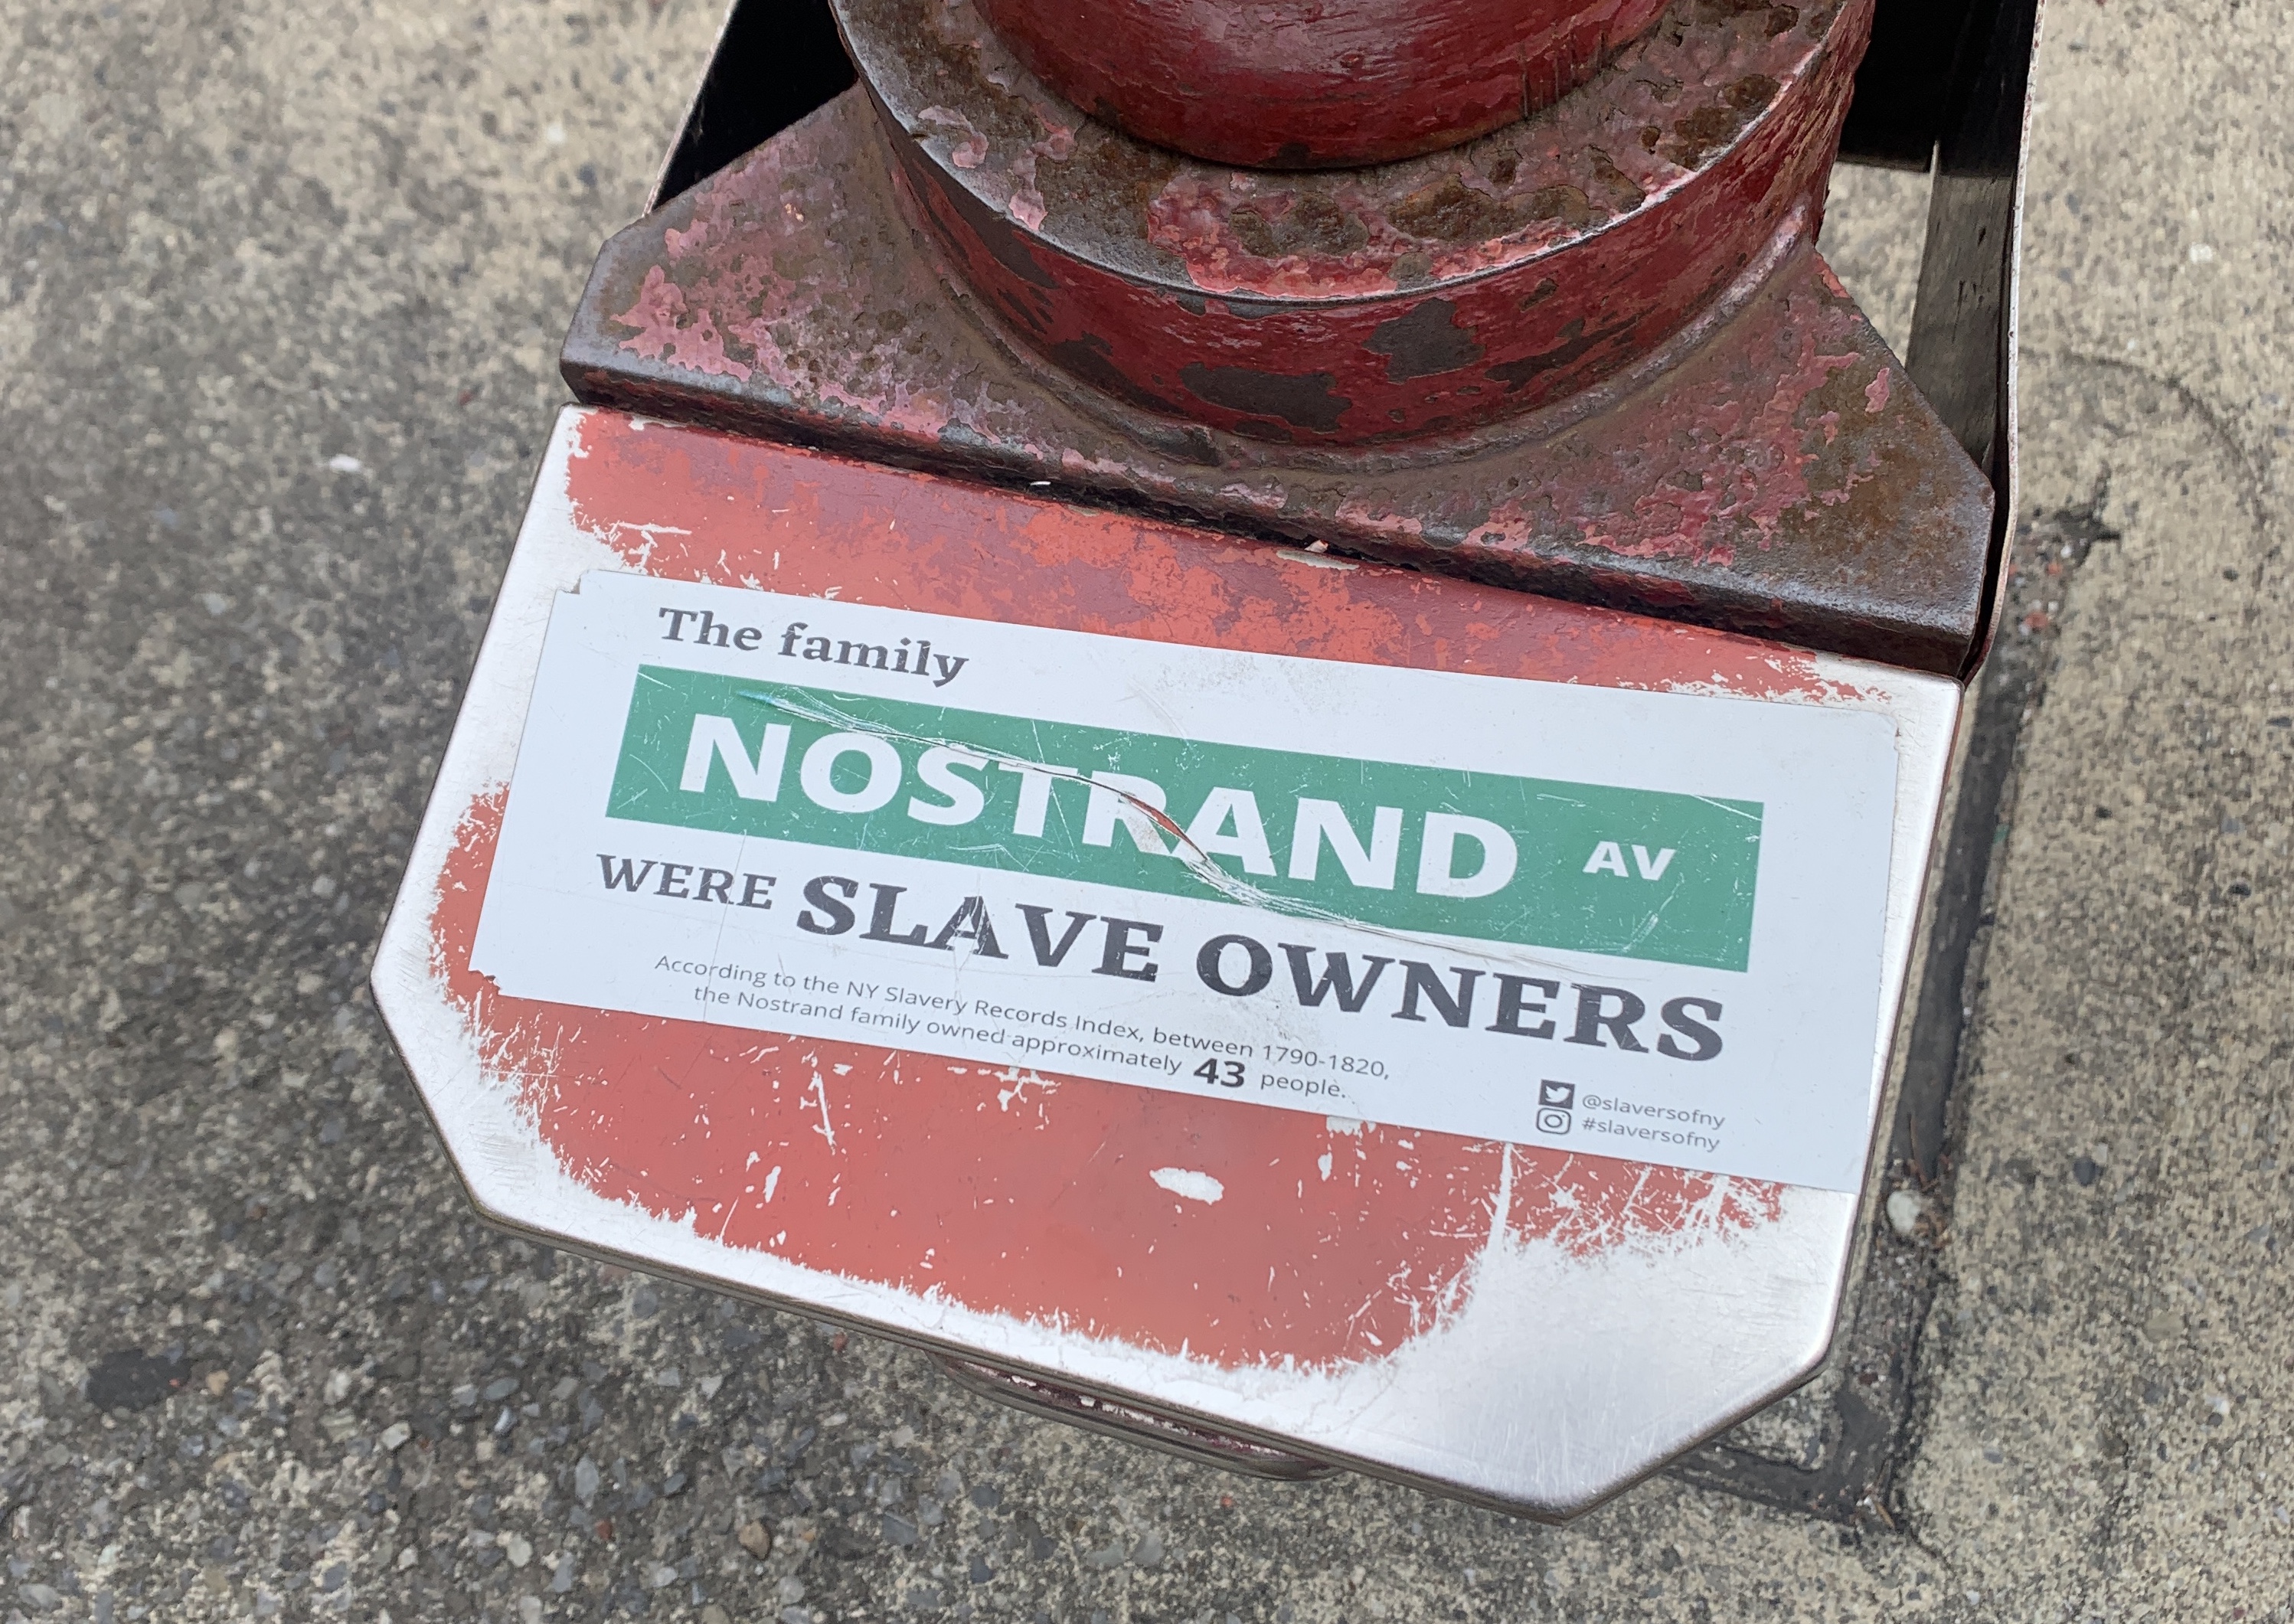 The family
NOSTRAND AV
WERE SLAVE OWNERS
According to the NY Slavery Records Index, between 1790-1820,
the Nostrand family owned approximately 43 people.
@slaversofny
#slaversofny